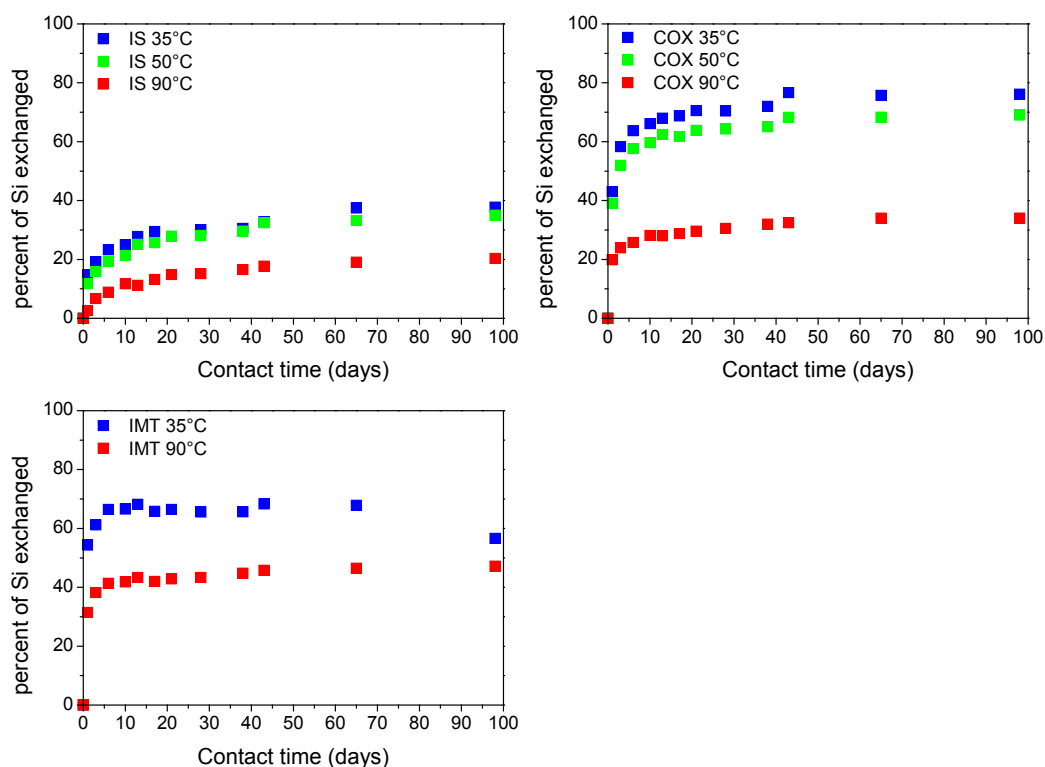 100
80
60
40
20
0
percent of Si exchanged
IS 35°C
IS 50°C
IS 90°C
0 10 20 30 40 50 60 70 80 90 100
Contact time (days)
100
80
60
40
20
0
percent of Si exchanged
COX 35°C
COX 50°C
COX 90°C
0 10 20 30 40 50 60 70 80 90 100
Contact time (days)
100
80
60
40
20
0
percent of Si exchanged
IMT 35°C
IMT 90°C
0 10 20 30 40 50 60 70 80 90 100
Contact time (days)